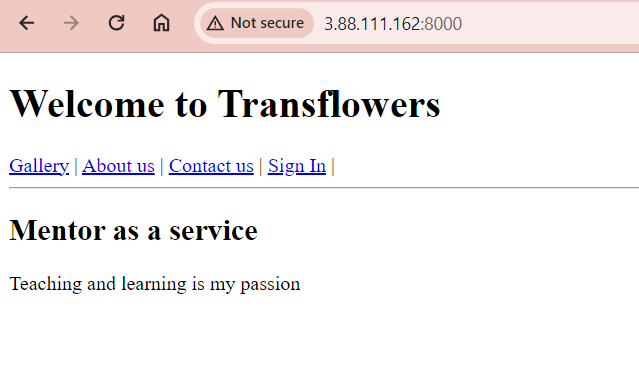 Not secure 3.88.111.162:8000
Welcome to Transflowers
Gallery | About us | Contact us | Sign In |
Mentor as a service
Teaching and learning is my passion